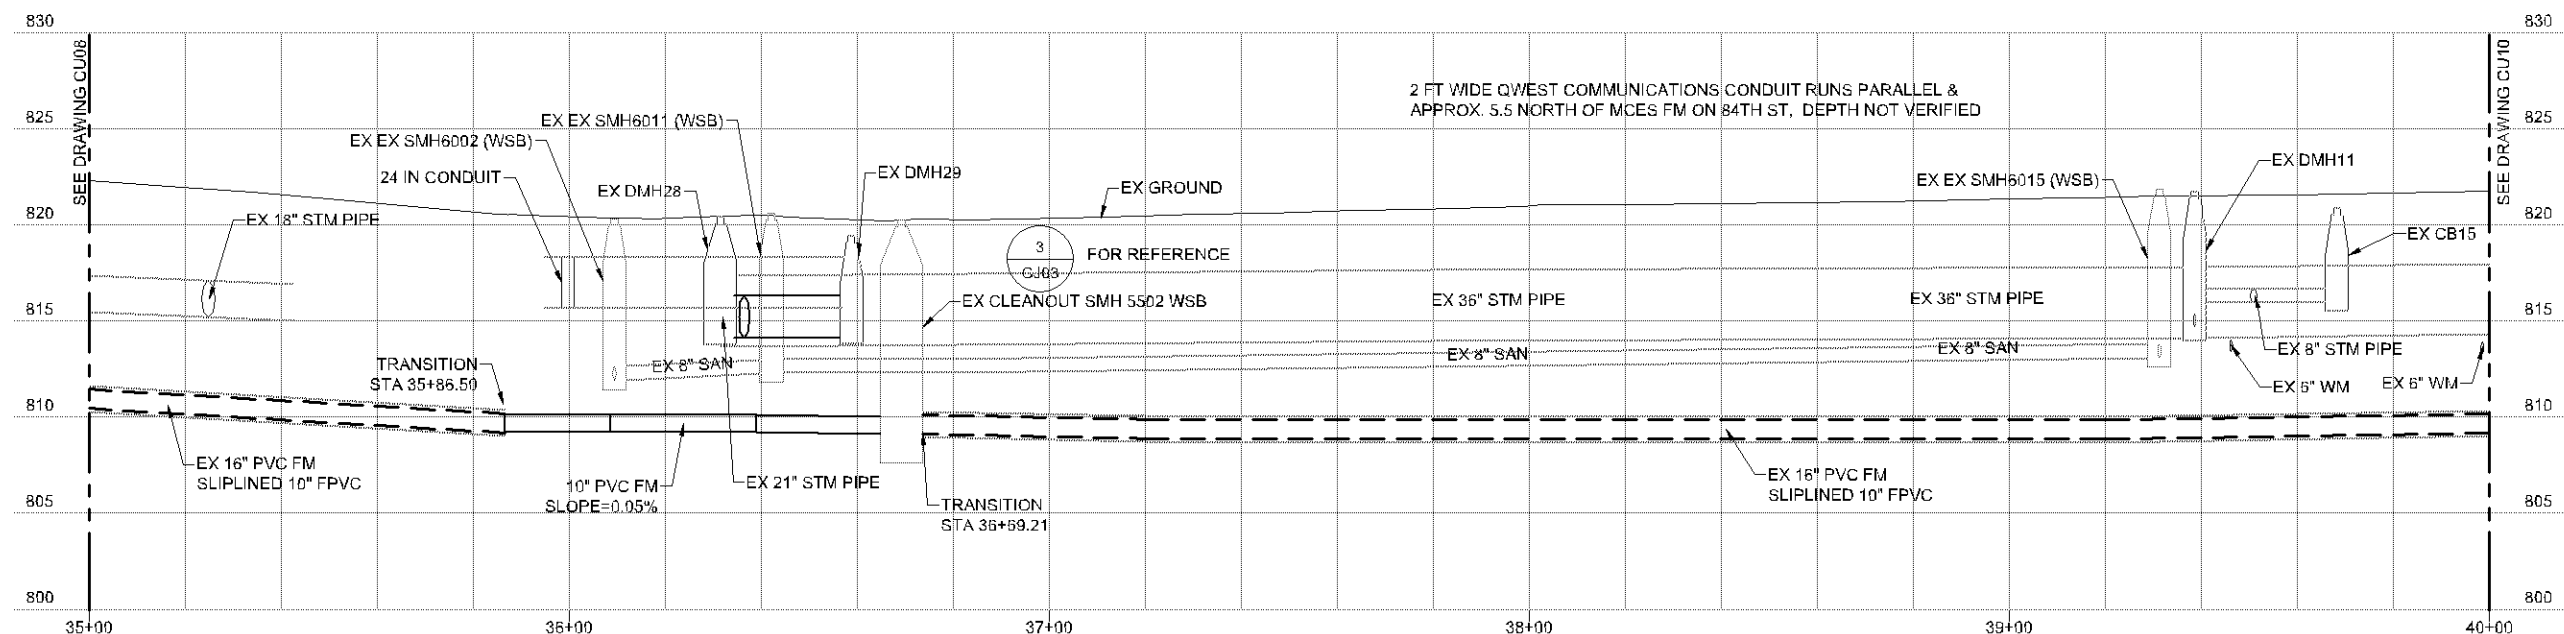 830
830
SEE DRAWING CU08
SEE DRAWING CU10
2 FT WIDE QWEST COMMUNICATIONS CONDUIT RUNS PARALLEL &
APPROX. 5.5 NORTH OF MCES FM ON 84TH ST, DEPTH NOT VERIFIED
825
825
EX EX SMH6011 (WSB)
EX EX SMH6002 (WSB)
24 IN CONDUIT
EX DMH28
EX DMH29
EX GROUND
EX EX SMH6015 (WSB)
EX DMH11
820
820
EX 18" STM PIPE
3
CJ03
FOR REFERENCE
EX CB15
EX CLEANOUT SMH 5502 WSB
EX 36" STM PIPE
EX 36" STM PIPE
815
815
TRANSITION
STA 35+86.50
EX 8" SAN
EX 8" SAN
EX 8" SAN
EX 8" STM PIPE
EX 6" WM
EX 6" WM
810
810
EX 16" PVC FM
SLIPLINED 10" FPVC
10" PVC FM
SLOPE=0.05%
EX 21" STM PIPE
TRANSITION
STA 36+69.21
EX 16" PVC FM
SLIPLINED 10" FPVC
805
805
800
800
35+00
36+00
37+00
38+00
39+00
40+00